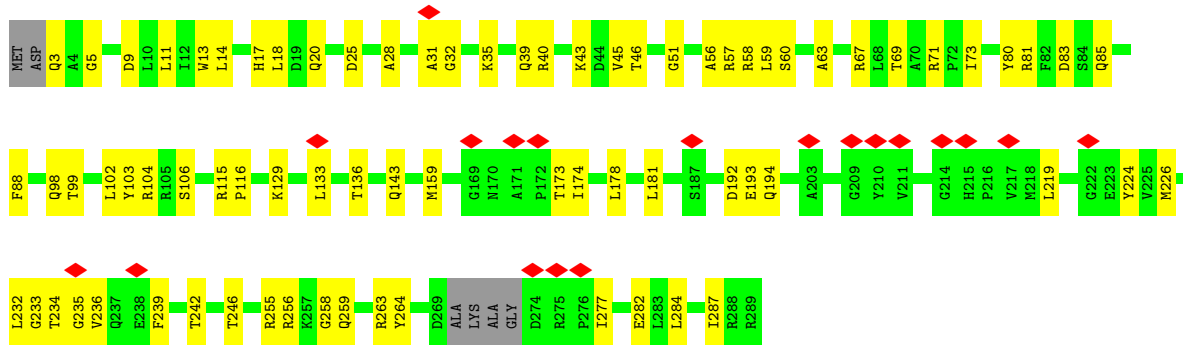 MET ASP Q3 A4 G5 D9 L10 L11 I12 W13 L14 H17 L18 D19 Q20 D25 A28 A31 G32 K35 Q39 R40 K43 D44 V45 T46 G51 A56 R57 R58 L59 S60 A63 R67 L68 T69 A70 R71 P72 I73 Y80 R81 F82 D83 S84 Q85
F88 Q98 T99 L102 Y103 R104 R105 S106 R115 P116 K129 L133 T136 Q143 M159 G169 N170 A171 P172 T173 I174 L178 L181 S187 D192 E193 Q194 A203 G209 Y210 V211 G214 H215 P216 V217 M218 L219 G222 E223 Y224 V225 M226
L232 G233 T234 G235 V236 Q237 E238 F239 T242 T246 R255 R256 K257 G258 Q259 R263 Y264 D269 ALA LYS ALA GLY D274 R275 P276 I277 E282 L283 L284 I287 R288 R289